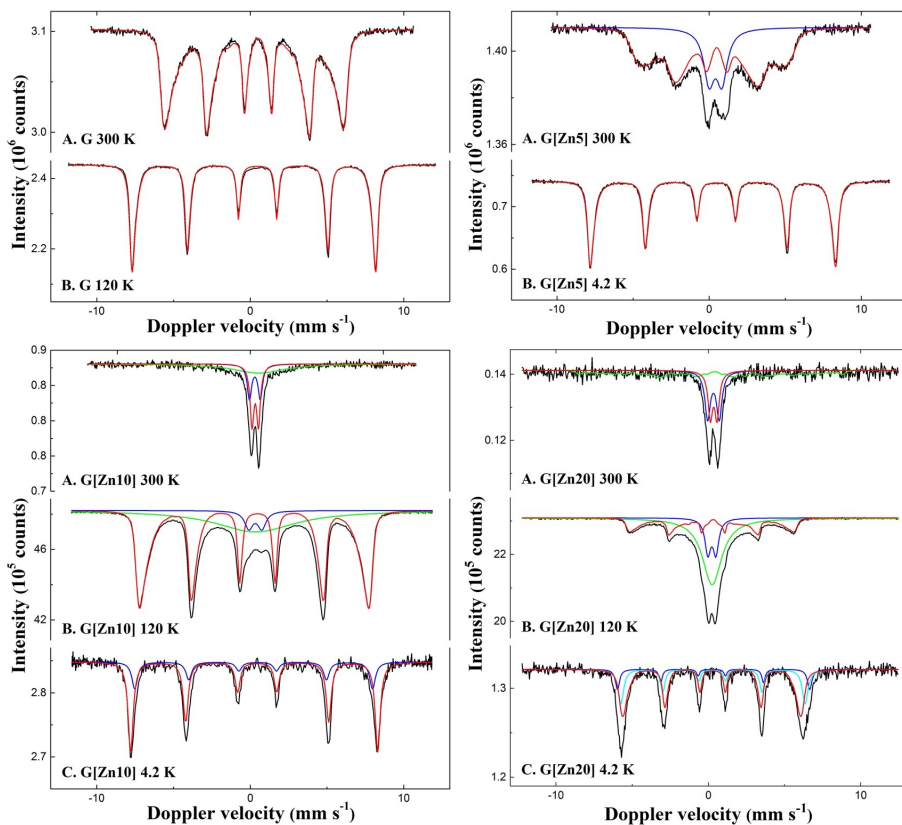 3.1
3.0
A. G 300 K
2.4
2.2
B. G 120 K
Intensity (10⁶ counts)
-10 0 10
Doppler velocity (mm s⁻¹)
1.40
1.36
A. G[Zn5] 300 K
0.7
0.6
B. G[Zn5] 4.2 K
Intensity (10⁶ counts)
-10 0 10
Doppler velocity (mm s⁻¹)
0.9
0.8
0.8
0.7
A. G[Zn10] 300 K
46
42
B. G[Zn10] 120 K
2.8
2.7
C. G[Zn10] 4.2 K
Intensity (10⁵ counts)
-10 0 10
Doppler velocity (mm s⁻¹)
0.14
0.12
A. G[Zn20] 300 K
22
20
B. G[Zn20] 120 K
1.3
1.2
C. G[Zn20] 4.2 K
Intensity (10⁵ counts)
-10 0 10
Doppler velocity (mm s⁻¹)